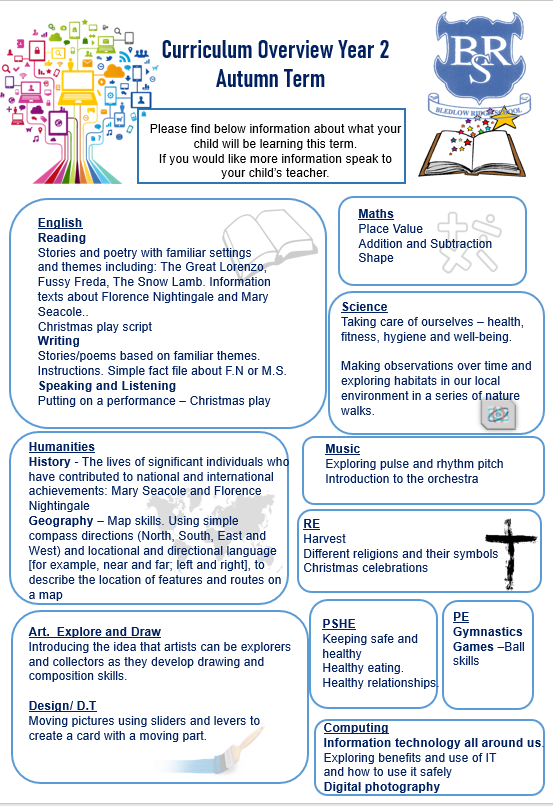 Curriculum Overview Year 2
Autumn Term
BRS
BLEDLOW RIDGE SCHOOL
Please find below information about what your
child will be learning this term.
If you would like more information speak to
your child's teacher.
English
Reading
Stories and poetry with familiar settings
and themes including: The Great Lorenzo,
Fussy Freda, The Snow Lamb. Information
texts about Florence Nightingale and Mary
Seacole..
Christmas play script
Writing
Stories/poems based on familiar themes.
Instructions. Simple fact file about F.N or M.S.
Speaking and Listening
Putting on a performance – Christmas play
Maths
Place Value
Addition and Subtraction
Shape
Science
Taking care of ourselves – health,
fitness, hygiene and well-being.
Making observations over time and
exploring habitats in our local
environment in a series of nature
walks.
Humanities
History - The lives of significant individuals who
have contributed to national and international
achievements: Mary Seacole and Florence
Nightingale
Geography – Map skills. Using simple
compass directions (North, South, East and
West) and locational and directional language
[for example, near and far; left and right], to
describe the location of features and routes on
a map
Music
Exploring pulse and rhythm pitch
Introduction to the orchestra
RE
Harvest
Different religions and their symbols
Christmas celebrations
Art. Explore and Draw
Introducing the idea that artists can be explorers
and collectors as they develop drawing and
composition skills.
Design/ D.T
Moving pictures using sliders and levers to
create a card with a moving part.
PSHE
Keeping safe and
healthy
Healthy eating.
Healthy relationships.
PE
Gymnastics
Games –Ball
skills
Computing
Information technology all around us.
Exploring benefits and use of IT
and how to use it safely
Digital photography